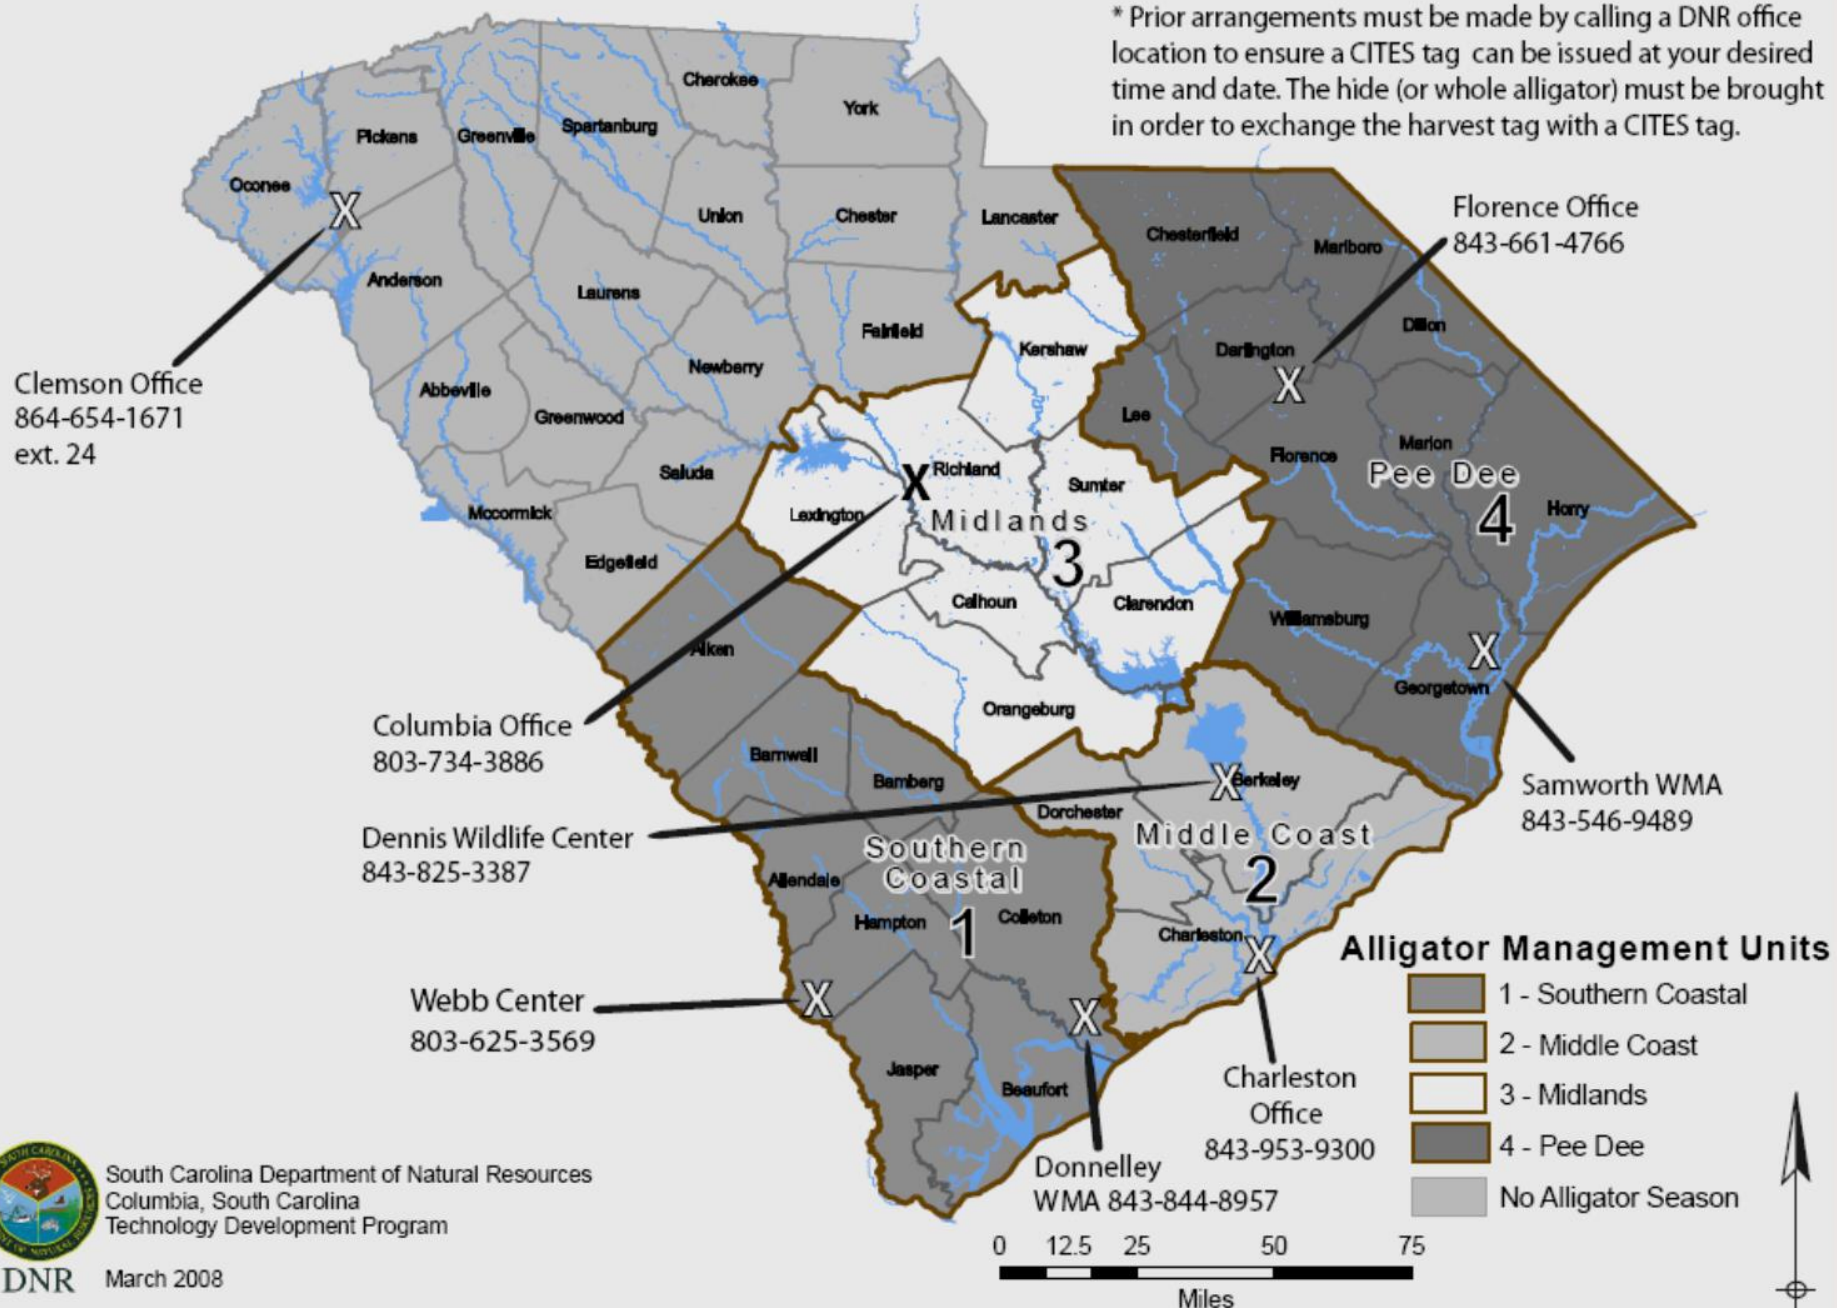 * Prior arrangements must be made by calling a DNR office
location to ensure a CITES tag can be issued at your desired
time and date. The hide (or whole alligator) must be brought
in order to exchange the harvest tag with a CITES tag.
Cherokee
York
Pickens
Greenville
Spartanburg
Oconee
X
Union
Chester
Lancaster
Chesterfield
Marlboro
Florence Office
843-661-4766
Anderson
Laurens
Fairfield
Kershaw
Darlington
Dillon
X
Clemson Office
864-654-1671
ext. 24
Abbeville
Greenwood
Newberry
Lee
Marion
Florence
Pee Dee
4
Horry
Saluda
X
Richland
Sumter
Lexington
Midlands
3
Mccormick
Edgefield
Calhoun
Clarendon
Williamsburg
X
Georgetown
Aiken
Orangeburg
Columbia Office
803-734-3886
Barnwell
Bamberg
X
Berkeley
Samworth WMA
843-546-9489
Dorchester
Dennis Wildlife Center
843-825-3387
Middle Coast
2
Southern
Coastal
1
Allendale
Hampton
Colleton
Charleston
X
Webb Center
803-625-3569
X
X
Jasper
Beaufort
Charleston
Office
843-953-9300
Donnelley
WMA 843-844-8957
Alligator Management Units
1 - Southern Coastal
2 - Middle Coast
3 - Midlands
4 - Pee Dee
No Alligator Season
0 12.5 25 50 75
Miles
South Carolina Department of Natural Resources
Columbia, South Carolina
Technology Development Program
DNR
March 2008